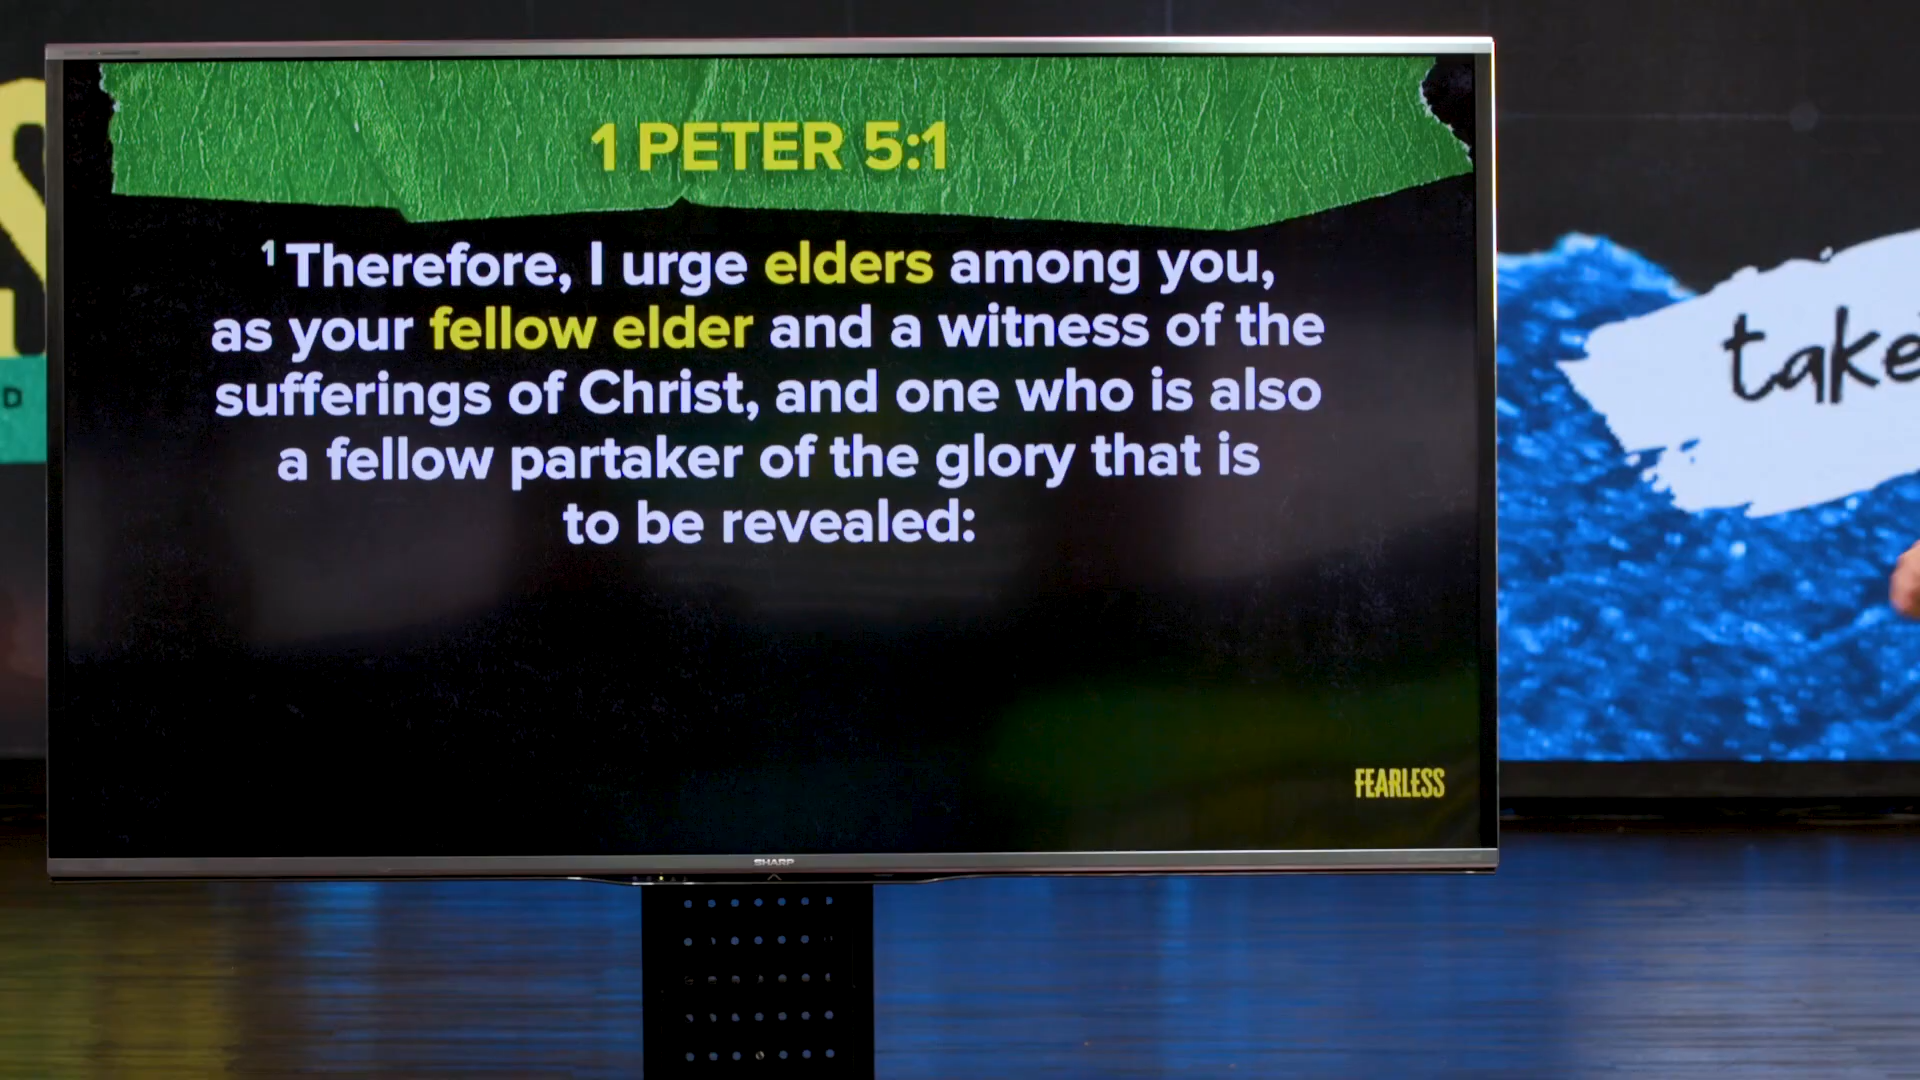 1 PETER 5:1
1 Therefore, I urge elders among you,
as your fellow elder and a witness of the
sufferings of Christ, and one who is also
a fellow partaker of the glory that is
to be revealed:
FEARLESS
SHARP
take
S
D